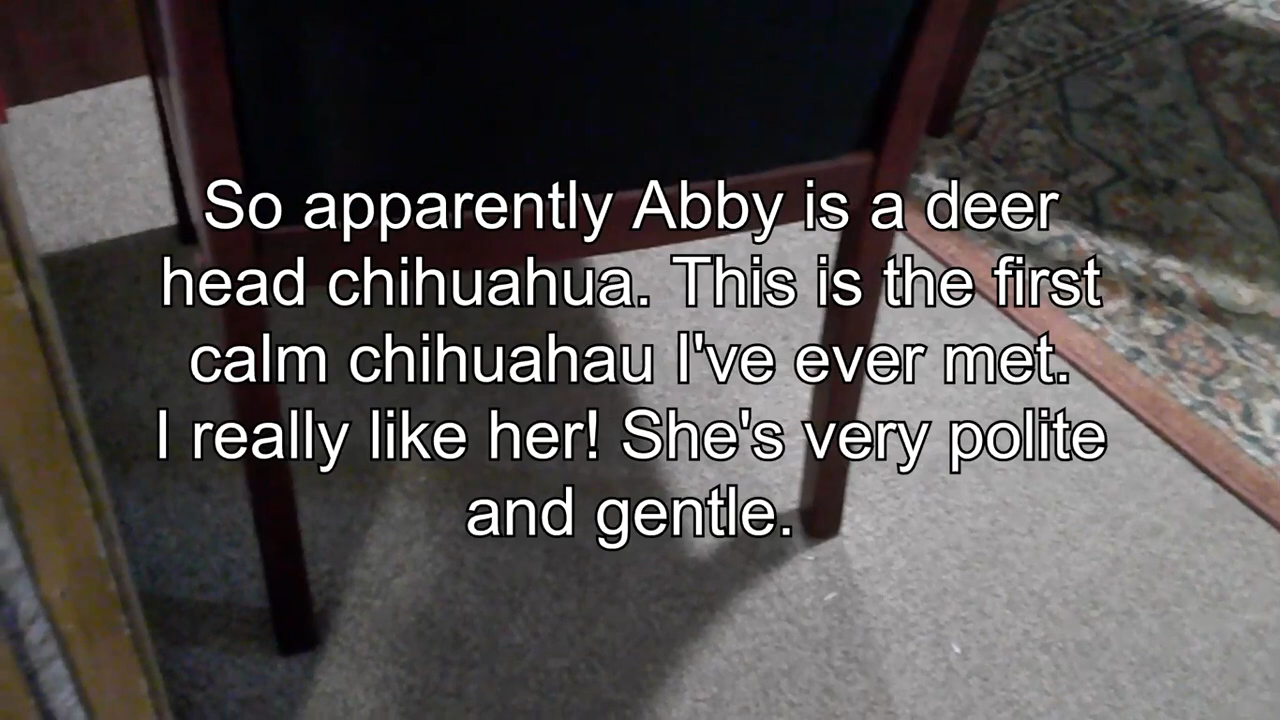 So apparently Abby is a deer
head chihuahua. This is the first
calm chihuahau I've ever met.
I really like her! She's very polite
and gentle.